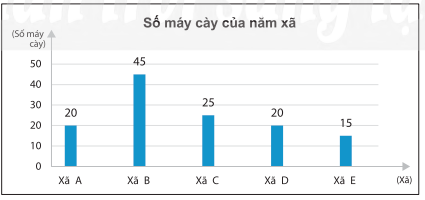 Số máy cày của năm xã
(Số máy
cày)
50
40
30
20
10
0
20
45
25
20
15
Xã A
Xã B
Xã C
Xã D
Xã E
(Xã)